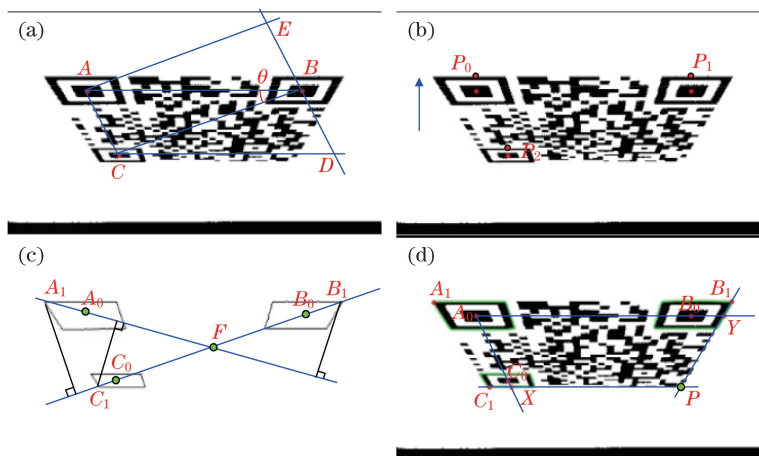 (a)
E
A
θ
B
C
D
(b)
P₀
P₁
P₂
(c)
A₁
A₀
B₀
B₁
F
C₀
C₁
(d)
A₁
B₁
A₀
B₀
Y
C₀
C₁
X
P